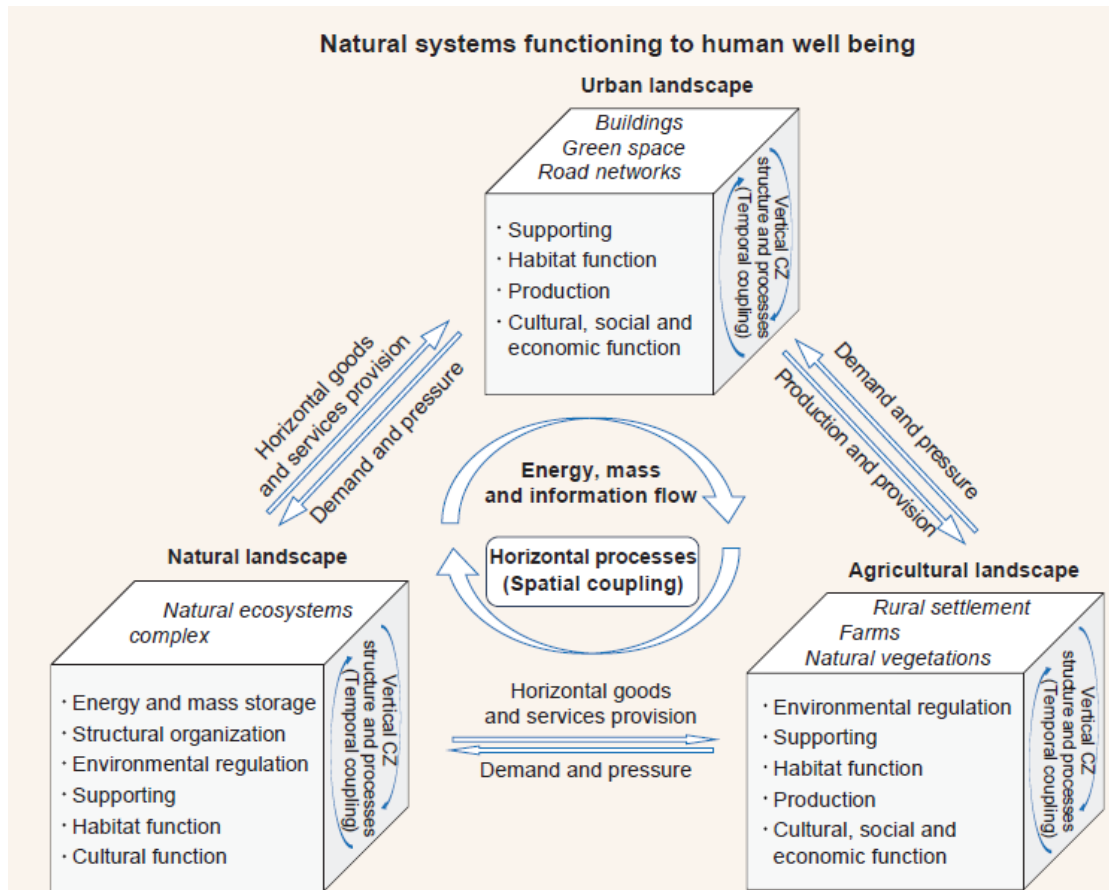 Natural systems functioning to human well being
Urban landscape
Buildings
Green space
Road networks
· Supporting
· Habitat function
· Production
· Cultural, social and
economic function
Vertical CZ
structure and processes
(Temporal coupling)
Horizontal goods
and services provision
Demand and pressure
Demand and pressure
Production and provision
Energy, mass
and information flow
Horizontal processes
(Spatial coupling)
Natural landscape
Natural ecosystems
complex
· Energy and mass storage
· Structural organization
· Environmental regulation
· Supporting
· Habitat function
· Cultural function
Vertical CZ
structure and processes
(Temporal coupling)
Horizontal goods
and services provision
Demand and pressure
Agricultural landscape
Rural settlement
Farms
Natural vegetations
· Environmental regulation
· Supporting
· Habitat function
· Production
· Cultural, social and
economic function
Vertical CZ
structure and processes
(Temporal coupling)